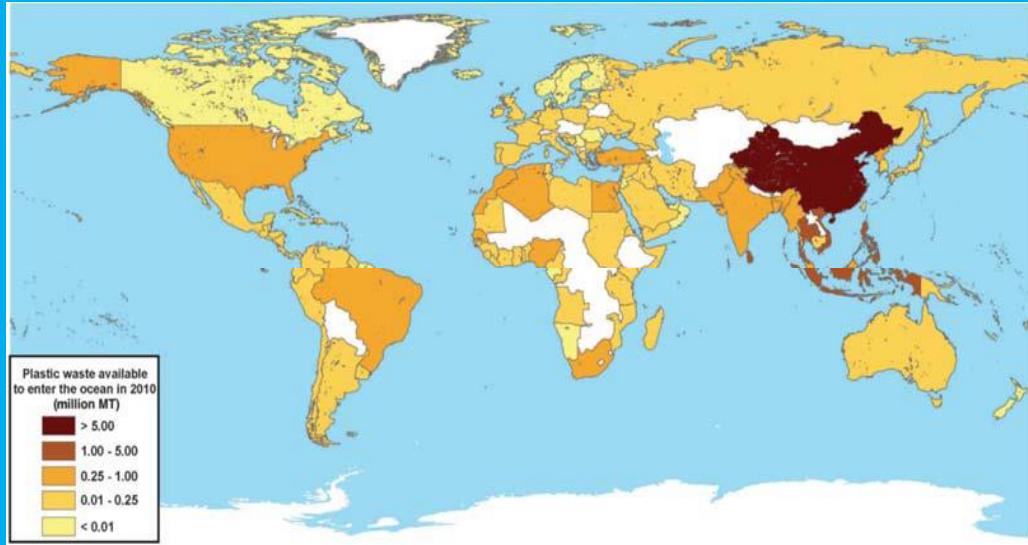 Plastic waste available
to enter the ocean in 2010
(million MT)
> 5.00
1.00 - 5.00
0.25 - 1.00
0.01 - 0.25
< 0.01